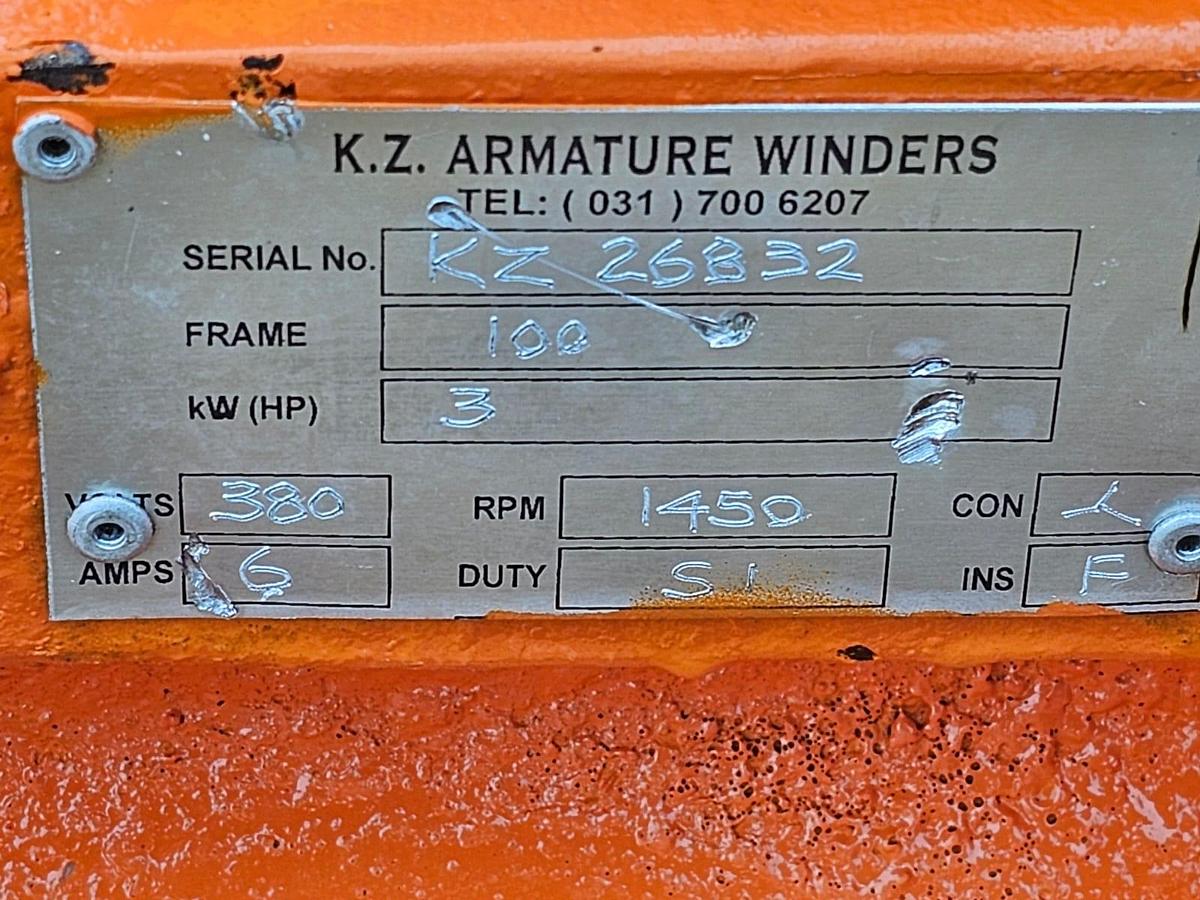 K.Z. ARMATURE WINDERS
TEL: ( 031 ) 700 6207
SERIAL No. KZ 26832
FRAME 100
kW (HP) 3
VOLTS 380 RPM 1450 CON Y
AMPS 6 DUTY S1 INS F